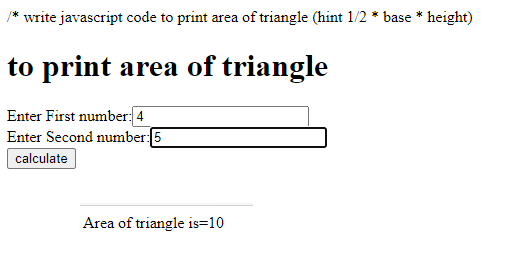 /* write javascript code to print area of triangle (hint 1/2 * base * height)
to print area of triangle
Enter First number: 4
Enter Second number: 5
calculate
Area of triangle is=10